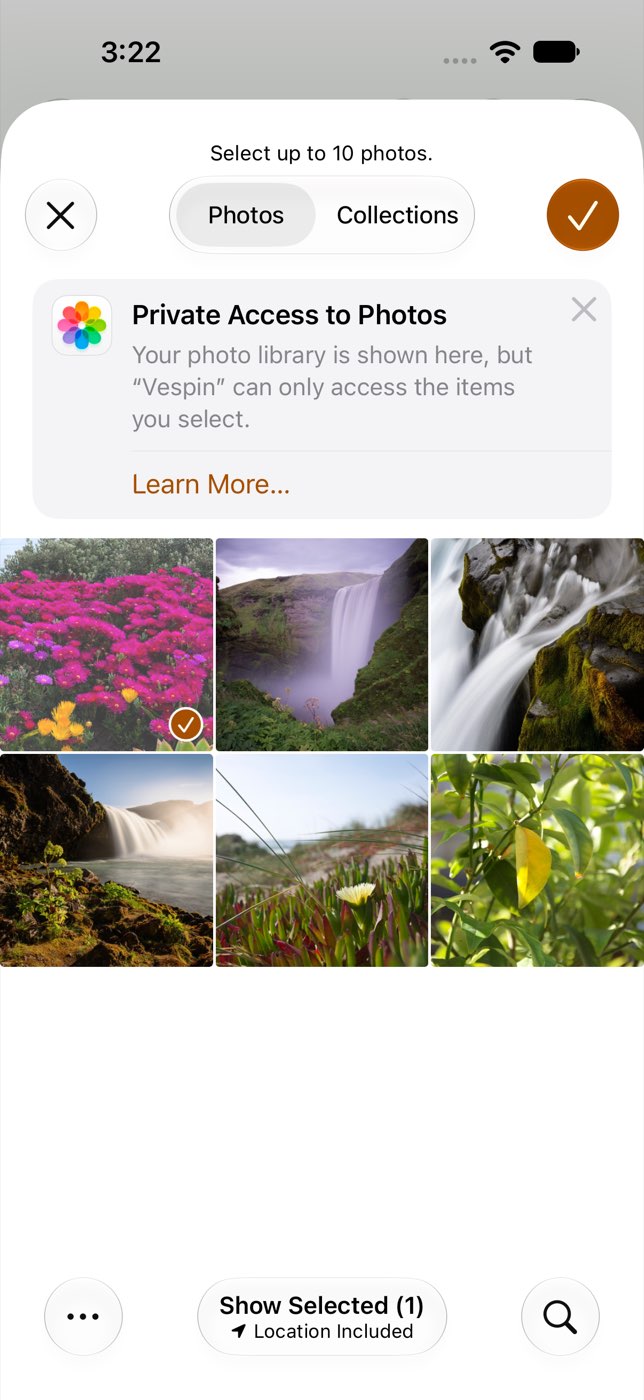 3:22
Select up to 10 photos.
Photos
Collections
Private Access to Photos
Your photo library is shown here, but
“Vespin” can only access the items
you select.
Learn More...
Show Selected (1)
Location Included